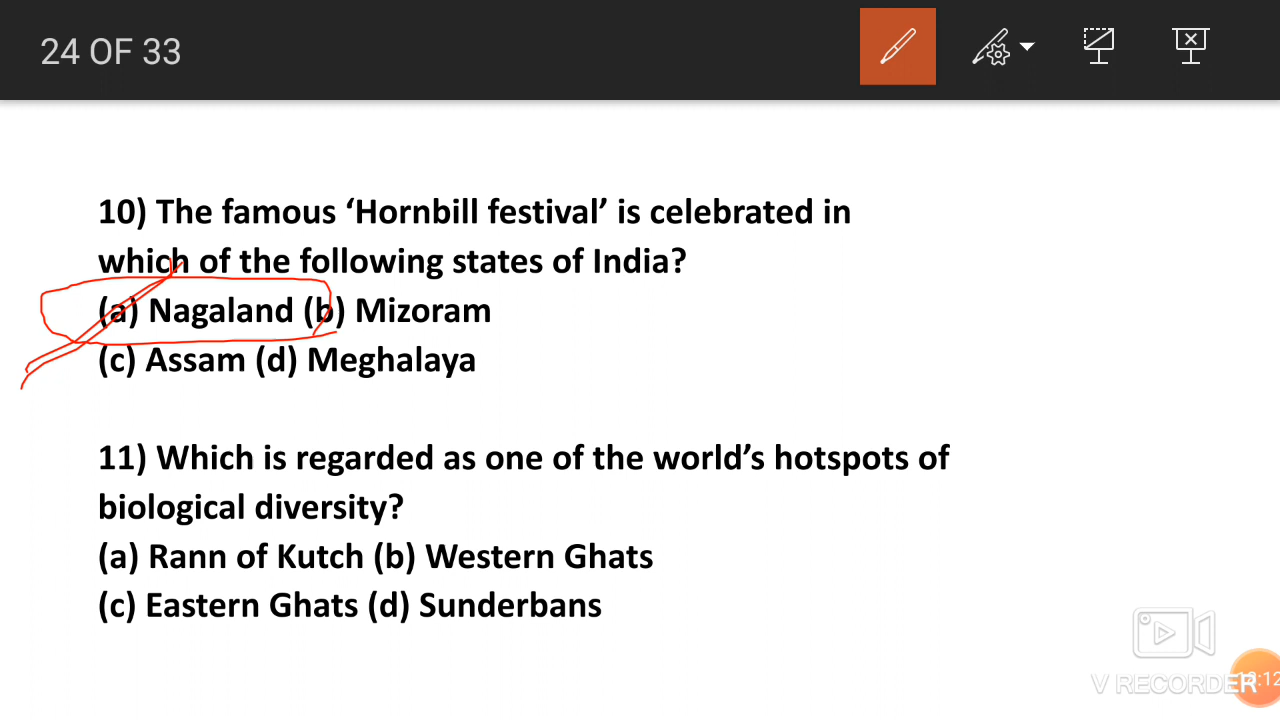 24 OF 33
10) The famous ‘Hornbill festival’ is celebrated in
which of the following states of India?
(a) Nagaland (b) Mizoram
(c) Assam (d) Meghalaya
11) Which is regarded as one of the world’s hotspots of
biological diversity?
(a) Rann of Kutch (b) Western Ghats
(c) Eastern Ghats (d) Sunderbans
V RECORDER